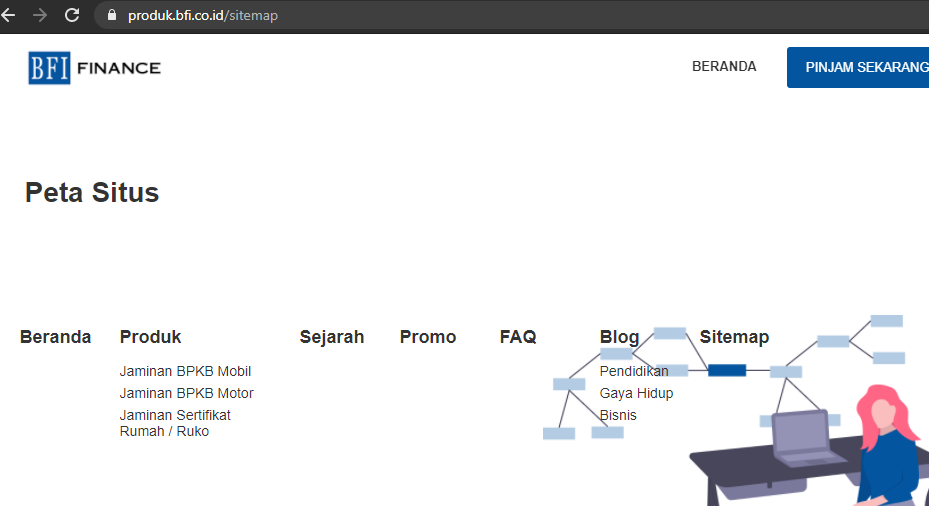 produk.bfi.co.id/sitemap
BFI FINANCE
BERANDA
PINJAM SEKARANG
Peta Situs
Beranda
Produk
Jaminan BPKB Mobil
Jaminan BPKB Motor
Jaminan Sertifikat
Rumah / Ruko
Sejarah
Promo
FAQ
Blog
Pendidikan
Gaya Hidup
Bisnis
Sitemap